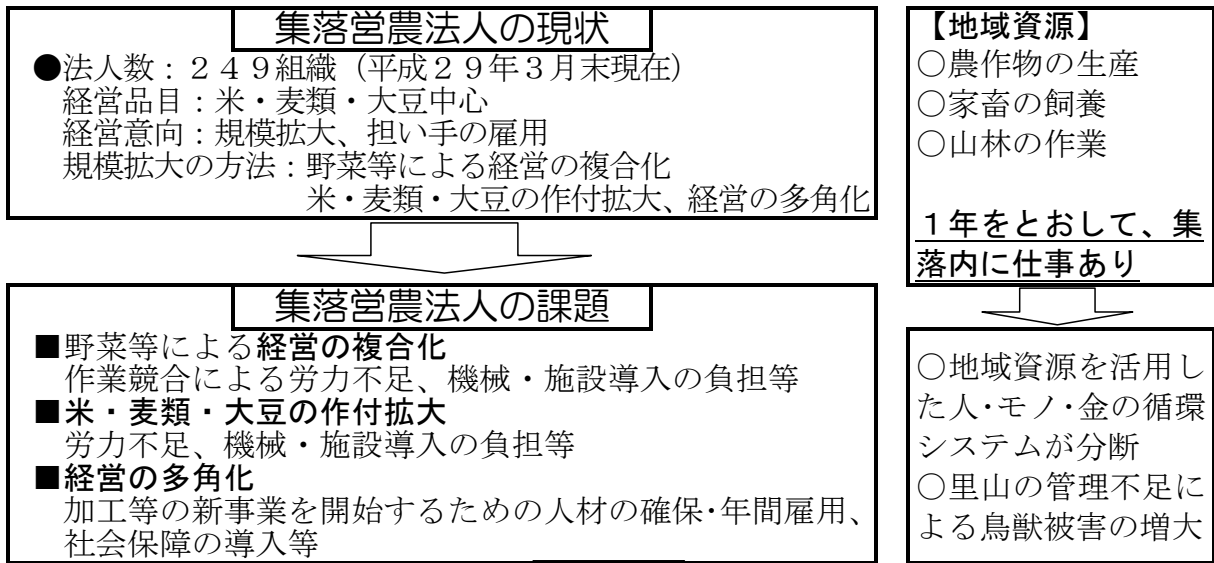 集落営農法人の現状
●法人数：２４９組織（平成２９年３月末現在）
経営品目：米・麦類・大豆中心
経営意向：規模拡大、担い手の雇用
規模拡大の方法：野菜等による経営の複合化
米・麦類・大豆の作付拡大、経営の多角化
集落営農法人の課題
■野菜等による経営の複合化
作業競合による労力不足、機械・施設導入の負担等
■米・麦類・大豆の作付拡大
労力不足、機械・施設導入の負担等
■経営の多角化
加工等の新事業を開始するための人材の確保・年間雇用、
社会保障の導入等
【地域資源】
○農作物の生産
○家畜の飼養
○山林の作業
１年をとおして、集
落内に仕事あり
○地域資源を活用し
た人・モノ・金の循環
システムが分断
○里山の管理不足に
よる鳥獣被害の増大